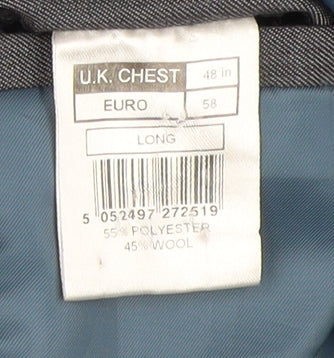 U.K. CHEST 48 in
EURO 58
LONG
5 052497 272519
55% POLYESTER
45% WOOL